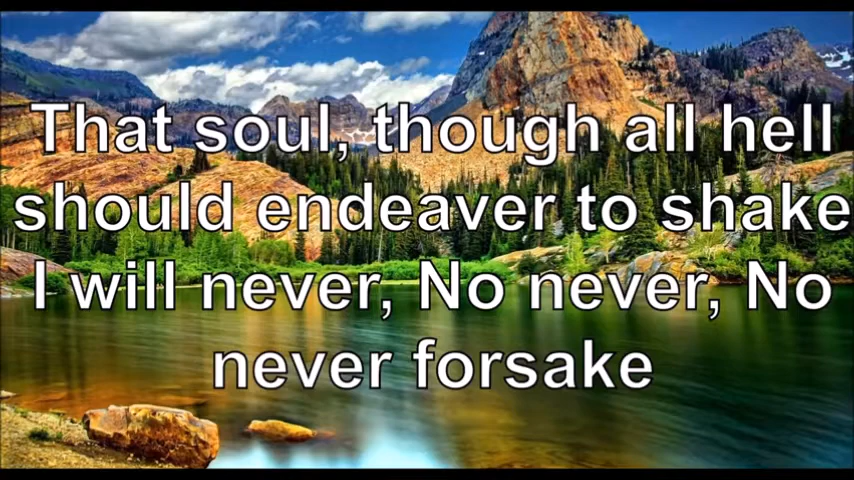 That soul, though all hell
should endeaver to shake
I will never, No never, No
never forsake